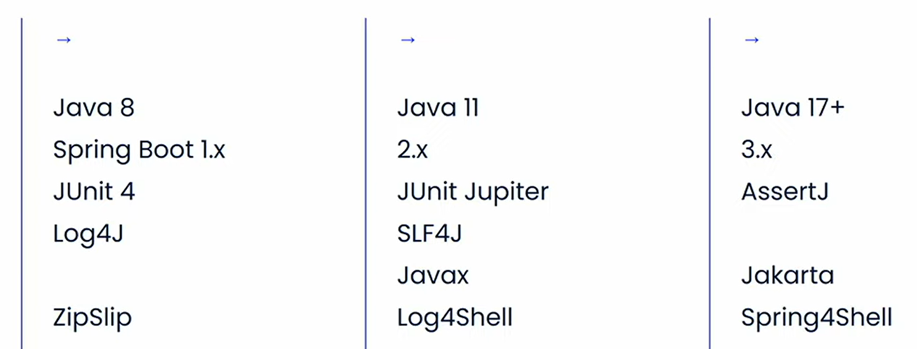 →
Java 8
Spring Boot 1.x
JUnit 4
Log4J
ZipSlip
→
Java 11
2.x
JUnit Jupiter
SLF4J
Javax
Log4Shell
→
Java 17+
3.x
AssertJ
Jakarta
Spring4Shell